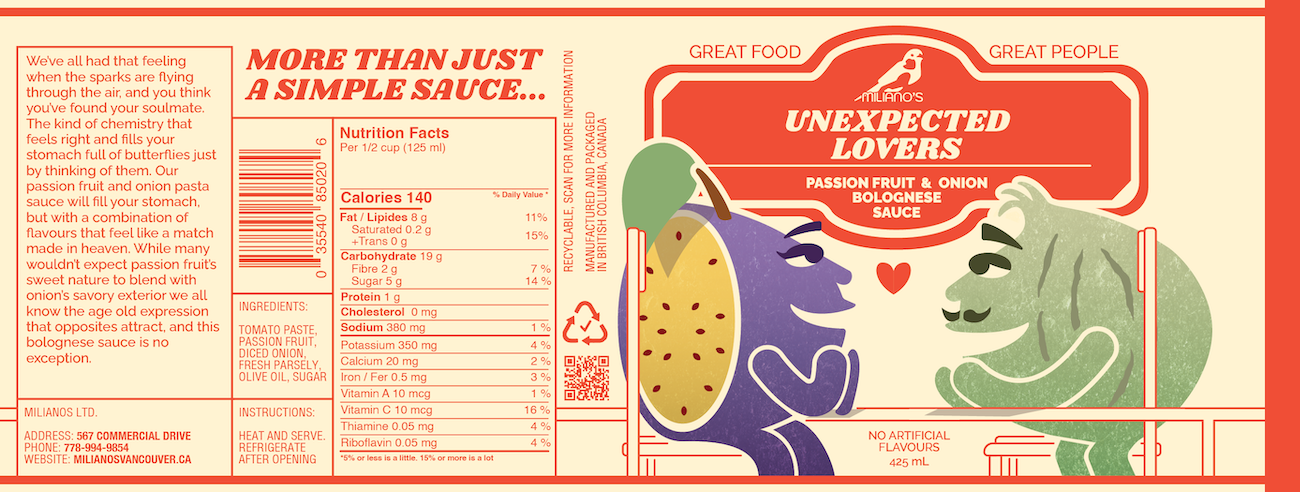 We've all had that feeling
when the sparks are flying
through the air, and you think
you've found your soulmate.
The kind of chemistry that
feels right and fills your
stomach full of butterflies just
by thinking of them. Our
passion fruit and onion pasta
sauce will fill your stomach,
but with a combination of
flavours that feel like a match
made in heaven. While many
wouldn't expect passion fruit's
sweet nature to blend with
onion's savory exterior we all
know the age old expression
that opposites attract, and this
bolognese sauce is no
exception.
MILIANOS LTD.
ADDRESS: 567 COMMERCIAL DRIVE
PHONE: 778-994-9854
WEBSITE: MILIANOSVANCOUVER.CA
MORE THAN JUST
A SIMPLE SAUCE...
0 35540 85020 6
INGREDIENTS:
TOMATO PASTE,
PASSION FRUIT,
DICED ONION,
FRESH PARSELY,
OLIVE OIL, SUGAR
INSTRUCTIONS:
HEAT AND SERVE.
REFRIGERATE
AFTER OPENING
Nutrition Facts
Per 1/2 cup (125 ml)
Calories 140 % Daily Value *
Fat / Lipides 8 g 11%
Saturated 0.2 g
+Trans 0 g 15%
Carbohydrate 19 g
Fibre 2 g 7 %
Sugar 5 g 14 %
Protein 1 g
Cholesterol 0 mg
Sodium 380 mg 1 %
Potassium 350 mg 4 %
Calcium 20 mg 2 %
Iron / Fer 0.5 mg 3 %
Vitamin A 10 mcg 1 %
Vitamin C 10 mcg 16 %
Thiamine 0.05 mg 4 %
Riboflavin 0.05 mg 4 %
*5% or less is a little. 15% or more is a lot
RECYCLABLE, SCAN FOR MORE INFORMATION
MANUFACTURED AND PACKAGED
IN BRITISH COLUMBIA, CANADA
GREAT FOOD
GREAT PEOPLE
MILIANO'S
UNEXPECTED
LOVERS
PASSION FRUIT & ONION
BOLOGNESE
SAUCE
NO ARTIFICIAL
FLAVOURS
425 mL